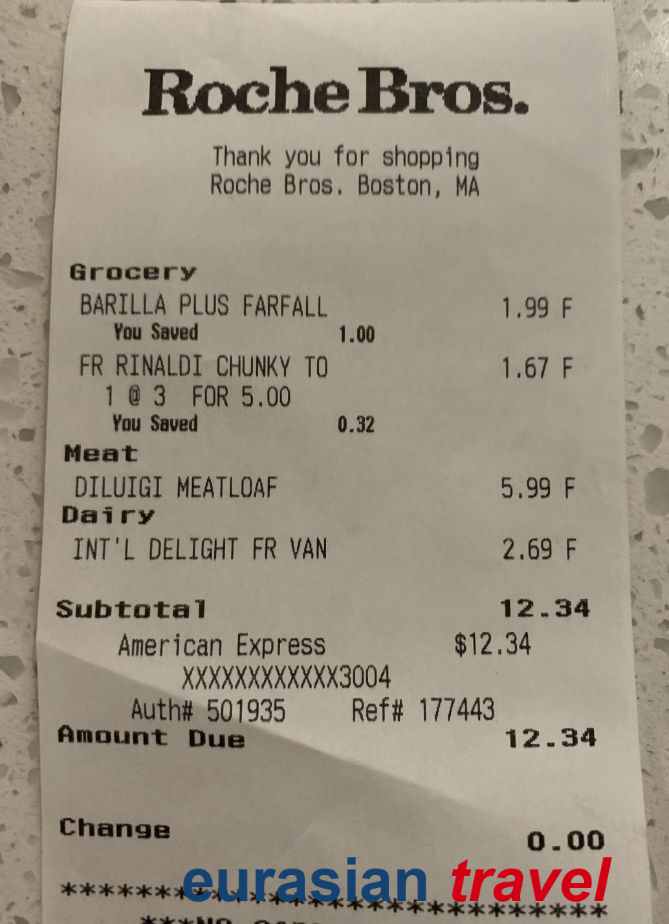 Roche Bros.
Thank you for shopping
Roche Bros. Boston, MA
Grocery
BARILLA PLUS FARFALL 1.99 F
You Saved 1.00
FR RINALDI CHUNKY TO 1.67 F
1 @ 3 FOR 5.00
You Saved 0.32
Meat
DILUIGI MEATLOAF 5.99 F
Dairy
INT'L DELIGHT FR VAN 2.69 F
Subtotal 12.34
American Express $12.34
XXXXXXXXXXXX3004
Auth# 501935 Ref# 177443
Amount Due 12.34
Change 0.00
eurasian travel